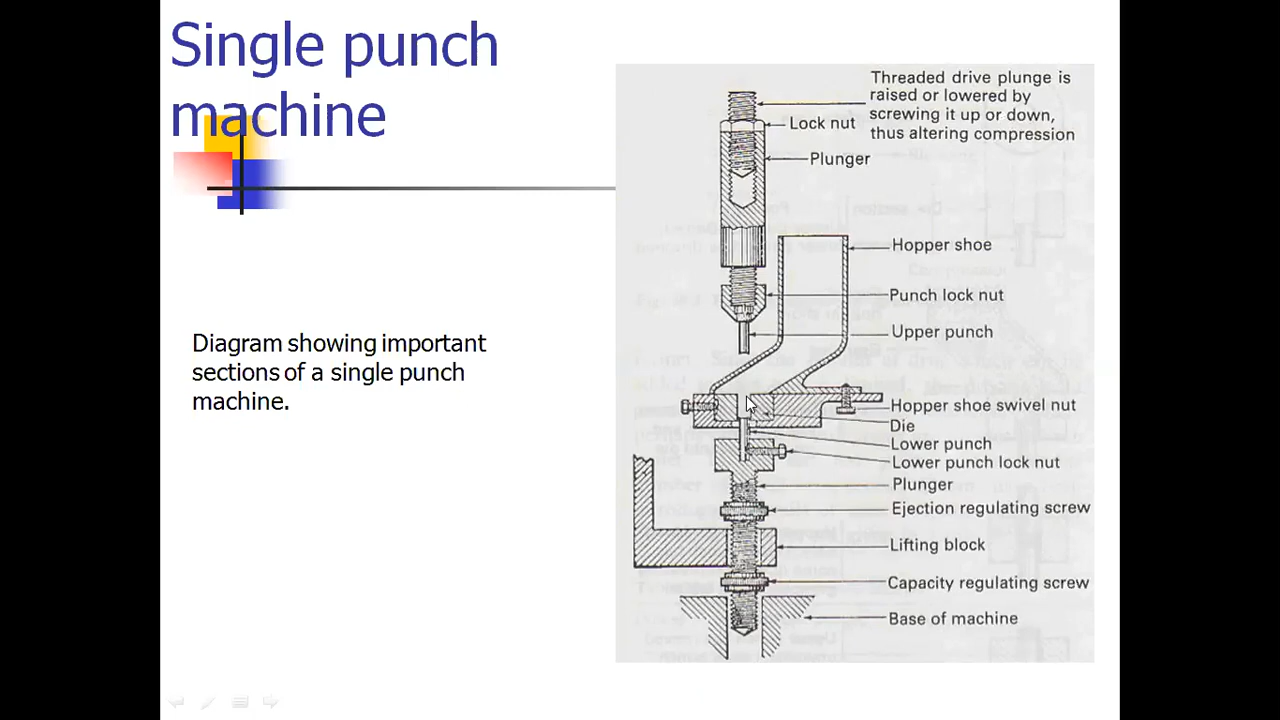 Single punch
machine
Diagram showing important
sections of a single punch
machine.
Threaded drive plunge is
raised or lowered by
screwing it up or down,
thus altering compression
Lock nut
Plunger
Hopper shoe
Punch lock nut
Upper punch
Hopper shoe swivel nut
Die
Lower punch
Lower punch lock nut
Plunger
Ejection regulating screw
Lifting block
Capacity regulating screw
Base of machine